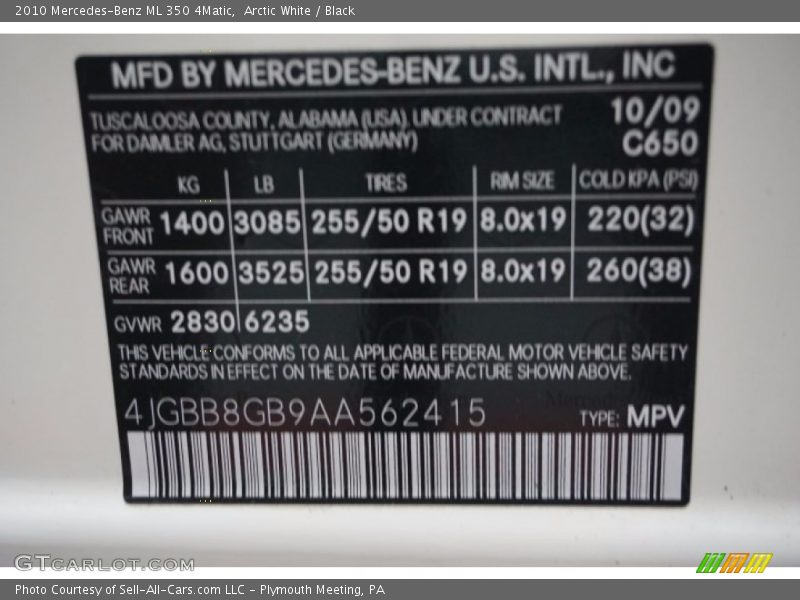 2010 Mercedes-Benz ML 350 4Matic, Arctic White / Black
MFD BY MERCEDES-BENZ U.S. INTL., INC
TUSCALOOSA COUNTY, ALABAMA (USA) UNDER CONTRACT 10/09
FOR DAIMLER AG, STUTTGART (GERMANY) C650
KG LB TIRES RIM SIZE COLD KPA (PSI)
GAWR FRONT 1400 3085 255/50 R19 8.0x19 220(32)
GAWR REAR 1600 3525 255/50 R19 8.0x19 260(38)
GVWR 2830 6235
THIS VEHICLE CONFORMS TO ALL APPLICABLE FEDERAL MOTOR VEHICLE SAFETY
STANDARDS IN EFFECT ON THE DATE OF MANUFACTURE SHOWN ABOVE.
4JGBB8GB9AA562415 TYPE: MPV
GTCARLOT.COM
Photo Courtesy of Sell-All-Cars.com LLC - Plymouth Meeting, PA